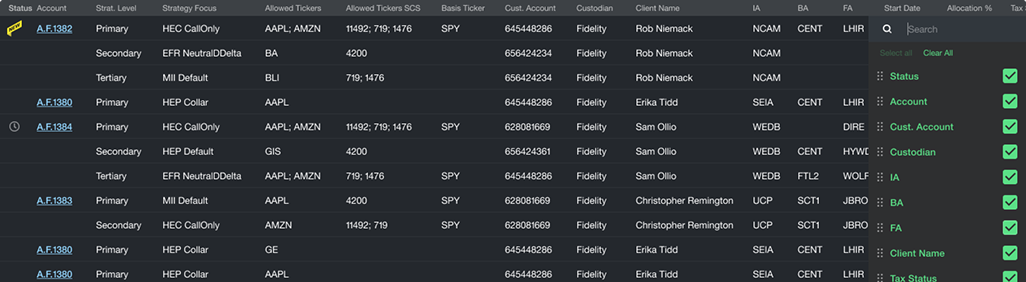 Status Account Strat. Level Strategy Focus Allowed Tickers Allowed Tickers SCS Basis Ticker Cust. Account Custodian Client Name IA BA FA Start Date Allocation % Tax
NEW A.F.1382 Primary HEC CallOnly AAPL; AMZN 11492; 719; 1476 SPY 645448286 Fidelity Rob Niemack NCAM CENT LHIR Search
Secondary EFR NeutralDDelta BA 4200 656424234 Fidelity Rob Niemack NCAM Select all Clear All
Tertiary MII Default BLI 719; 1476 656424234 Fidelity Rob Niemack NCAM Status
A.F.1380 Primary HEP Collar AAPL 645448286 Fidelity Erika Tidd SEIA CENT LHIR Account
A.F.1384 Primary HEC CallOnly AAPL; AMZN 11492; 719; 1476 SPY 628081669 Fidelity Sam Ollio WEDB DIRE Cust. Account
Secondary HEP Default GIS 4200 656424361 Fidelity Sam Ollio WEDB CENT HYWD Custodian
Tertiary EFR NeutralDDelta AAPL; AMZN 719; 1476 SPY 645448286 Fidelity Sam Ollio WEDB FTL2 WOLF IA
A.F.1383 Primary MII Default AAPL 4200 SPY 628081669 Fidelity Christopher Remington UCP SCT1 JBRO BA
Secondary HEC CallOnly AMZN 11492; 719 SPY 628081669 Fidelity Christopher Remington UCP SCT1 JBRO FA
A.F.1380 Primary HEP Collar GE 645448286 Fidelity Erika Tidd SEIA CENT LHIR Client Name
A.F.1380 Primary HEP Collar AAPL 645448286 Fidelity Erika Tidd SEIA CENT LHIR Tax Status